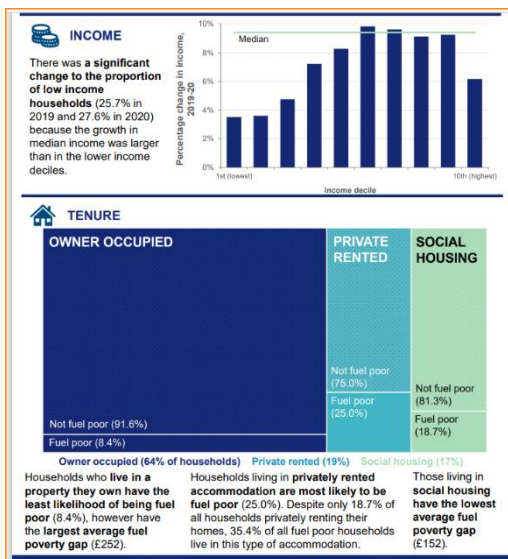 INCOME
There was a significant
change to the proportion
of low income
households (25.7% in
2019 and 27.6% in 2020)
because the growth in
median income was larger
than in the lower income
deciles.
Percentage change in income,
2019-20
10%
8%
6%
4%
2%
0%
Median
1st (lowest)
10th (highest)
Income decile
TENURE
OWNER OCCUPIED
Not fuel poor (91.6%)
Fuel poor (8.4%)
PRIVATE
RENTED
Not fuel poor
(75.0%)
Fuel poor
(25.0%)
SOCIAL
HOUSING
Not fuel poor
(81.3%)
Fuel poor
(18.7%)
Owner occupied (64% of households) Private rented (19%) Social housing (17%)
Households who live in a
property they own have the
least likelihood of being fuel
poor (8.4%), however have
the largest average fuel
poverty gap (£252).
Households living in privately rented
accommodation are most likely to be
fuel poor (25.0%). Despite only 18.7% of
all households privately renting their
homes, 35.4% of all fuel poor households
live in this type of accommodation.
Those living in
social housing
have the lowest
average fuel
poverty gap
(£152).